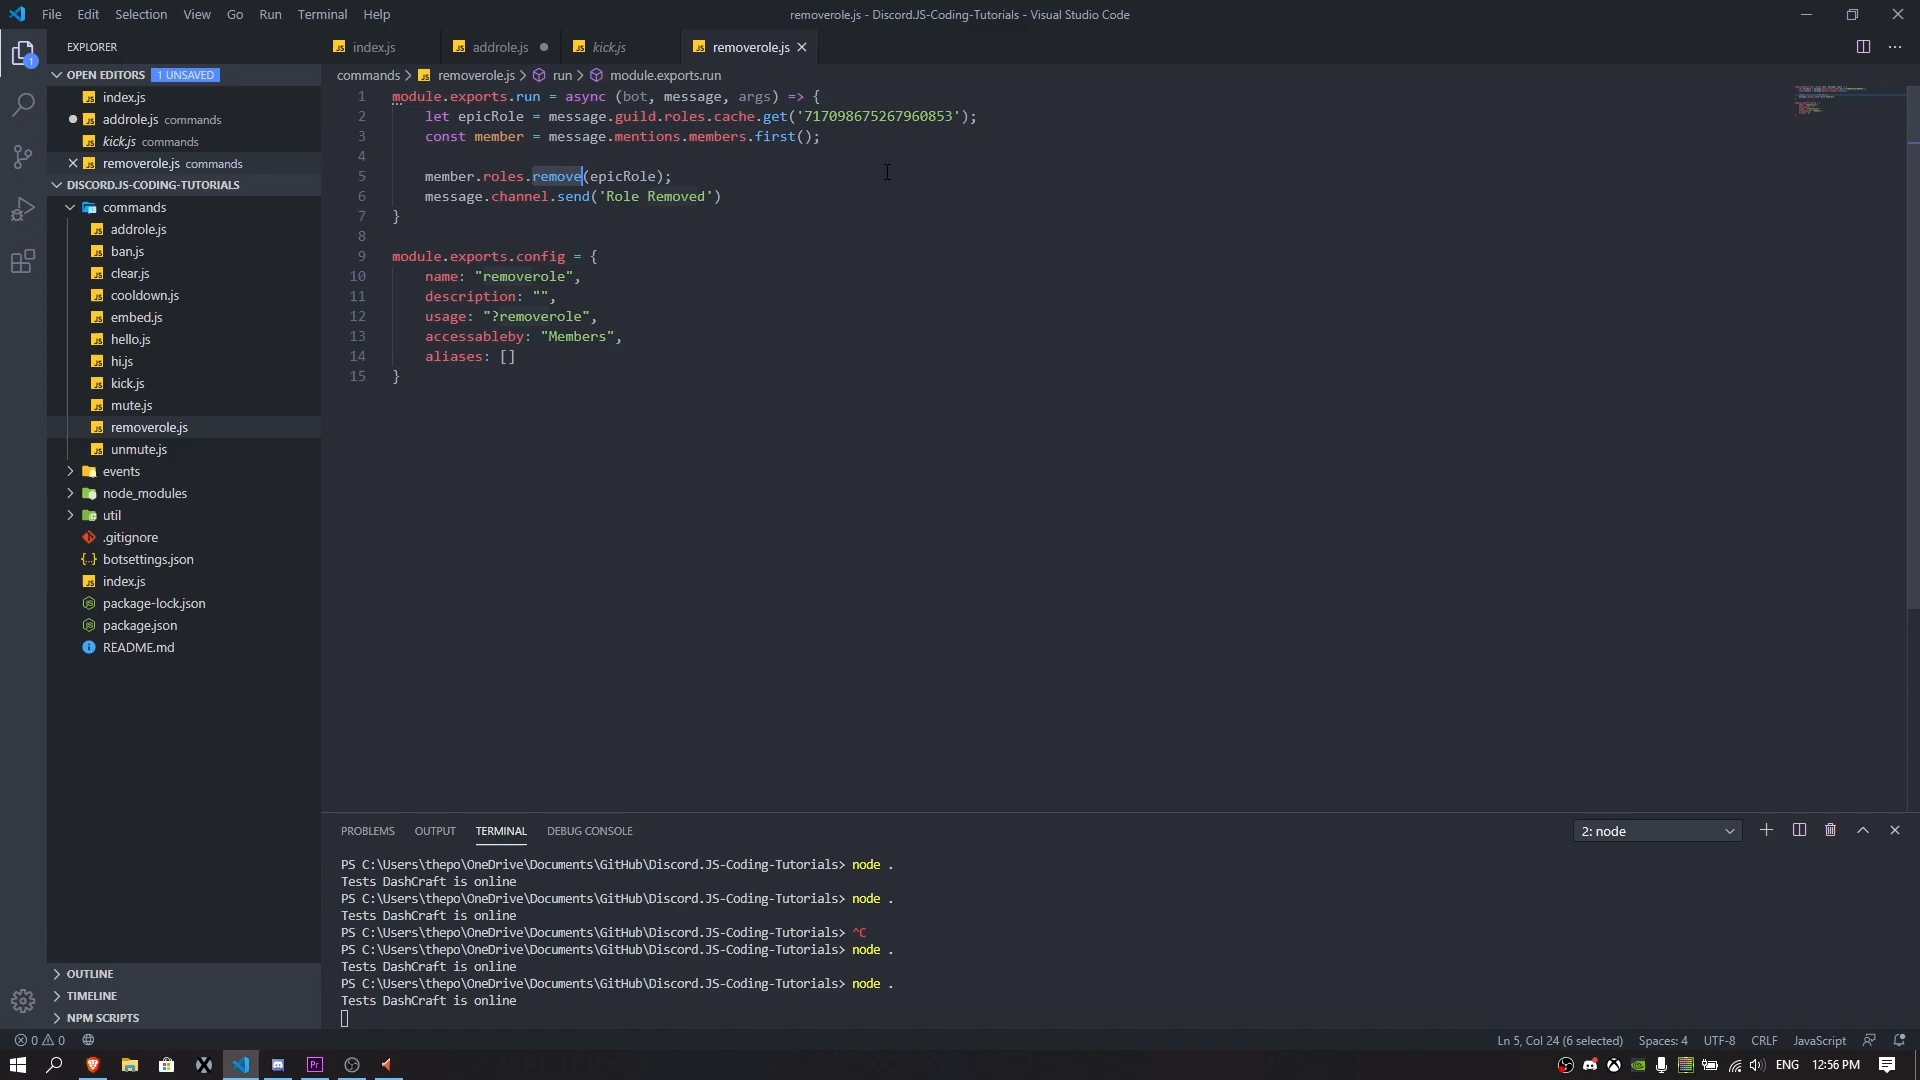 File Edit Selection View Go Run Terminal Help
removerole.js - Discord.JS-Coding-Tutorials - Visual Studio Code
EXPLORER
index.js addrole.js kick.js removerole.js
OPEN EDITORS 1 UNSAVED
index.js
addrole.js commands
kick.js commands
removerole.js commands
DISCORD.JS-CODING-TUTORIALS
commands
addrole.js
ban.js
clear.js
cooldown.js
embed.js
hello.js
hi.js
kick.js
mute.js
removerole.js
unmute.js
events
node_modules
util
.gitignore
botsettings.json
index.js
package-lock.json
package.json
README.md
OUTLINE
TIMELINE
NPM SCRIPTS
commands > removerole.js > run > module.exports.run
1 module.exports.run = async (bot, message, args) => {
2 let epicRole = message.guild.roles.cache.get('717098675267960853');
3 const member = message.mentions.members.first();
4
5 member.roles.remove(epicRole);
6 message.channel.send('Role Removed')
7 }
8
9 module.exports.config = {
10 name: "removerole",
11 description: "",
12 usage: "?removerole",
13 accessableby: "Members",
14 aliases: []
15 }
PROBLEMS OUTPUT TERMINAL DEBUG CONSOLE
2: node
PS C:\Users\thepo\OneDrive\Documents\GitHub\Discord.JS-Coding-Tutorials> node .
Tests DashCraft is online
PS C:\Users\thepo\OneDrive\Documents\GitHub\Discord.JS-Coding-Tutorials> node .
Tests DashCraft is online
PS C:\Users\thepo\OneDrive\Documents\GitHub\Discord.JS-Coding-Tutorials> ^C
PS C:\Users\thepo\OneDrive\Documents\GitHub\Discord.JS-Coding-Tutorials> node .
Tests DashCraft is online
PS C:\Users\thepo\OneDrive\Documents\GitHub\Discord.JS-Coding-Tutorials> node .
Tests DashCraft is online
0 0
Ln 5, Col 24 (6 selected) Spaces: 4 UTF-8 CRLF JavaScript
ENG 12:56 PM